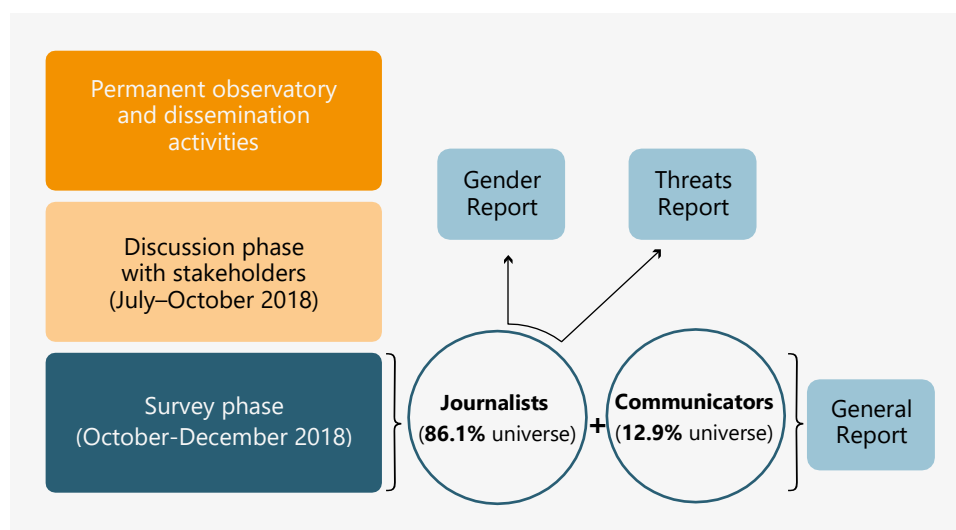 Permanent observatory
and dissemination
activities
Discussion phase
with stakeholders
(July–October 2018)
Survey phase
(October-December 2018)
Gender
Report
Threats
Report
Journalists
(86.1% universe)
+
Communicators
(12.9% universe)
General
Report